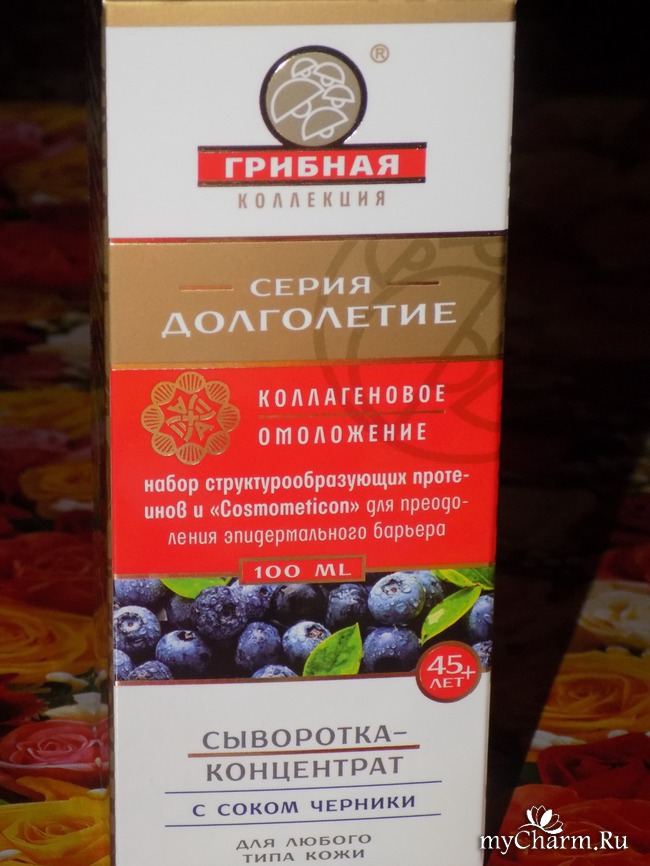 ®
ГРИБНАЯ
КОЛЛЕКЦИЯ
СЕРИЯ
ДОЛГОЛЕТИЕ
КОЛЛАГЕНОВОЕ
ОМОЛОЖЕНИЕ
набор структурообразующих проте-
инов и «Cosmometicon» для преодо-
ления эпидермального барьера
100 ML
45+
ЛЕТ
СЫВОРОТКА-
КОНЦЕНТРАТ
С СОКОМ ЧЕРНИКИ
ДЛЯ ЛЮБОГО
ТИПА КОЖИ
myCharm.Ru